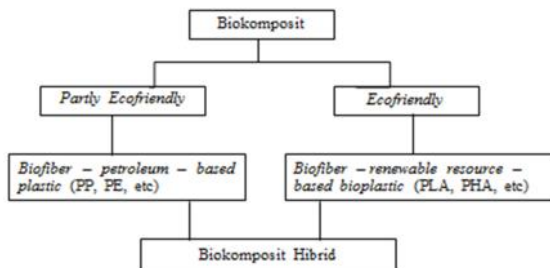 Biokomposit
Partly Ecofriendly
Ecofriendly
Biofiber – petroleum – based
plastic (PP, PE, etc)
Biofiber –renewable resource –
based bioplastic (PLA, PHA, etc)
Biokomposit Hibrid